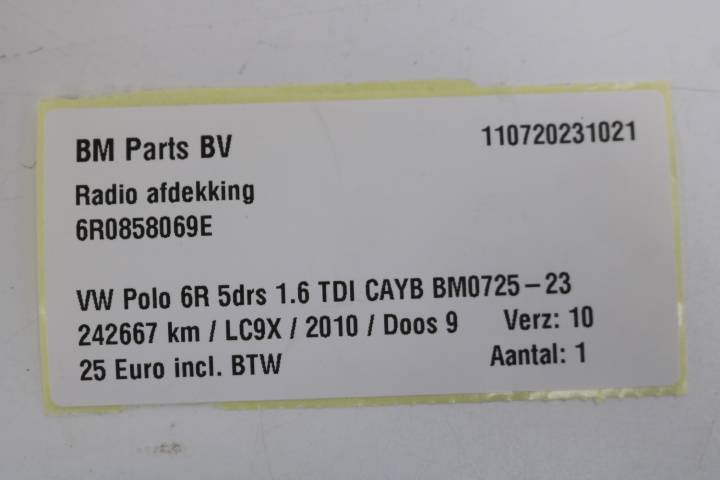 BM Parts BV 110720231021
Radio afdekking
6R0858069E
VW Polo 6R 5drs 1.6 TDI CAYB BM0725-23
242667 km / LC9X / 2010 / Doos 9 Verz: 10
25 Euro incl. BTW Aantal: 1